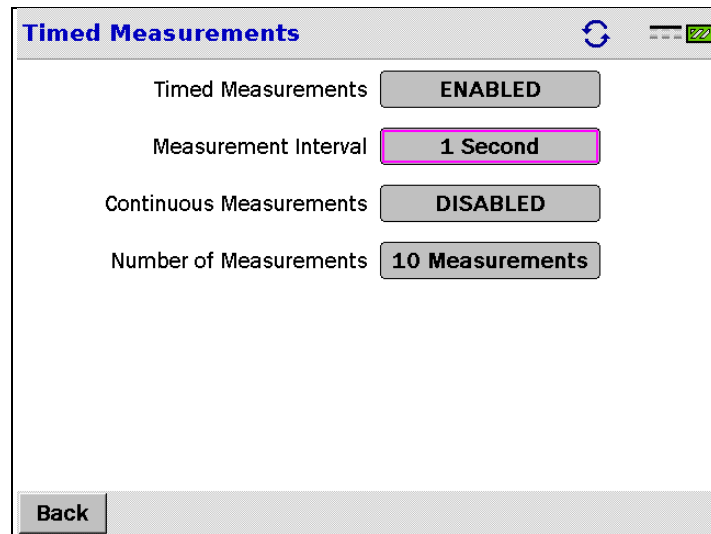 Timed Measurements
Timed Measurements ENABLED
Measurement Interval 1 Second
Continuous Measurements DISABLED
Number of Measurements 10 Measurements
Back